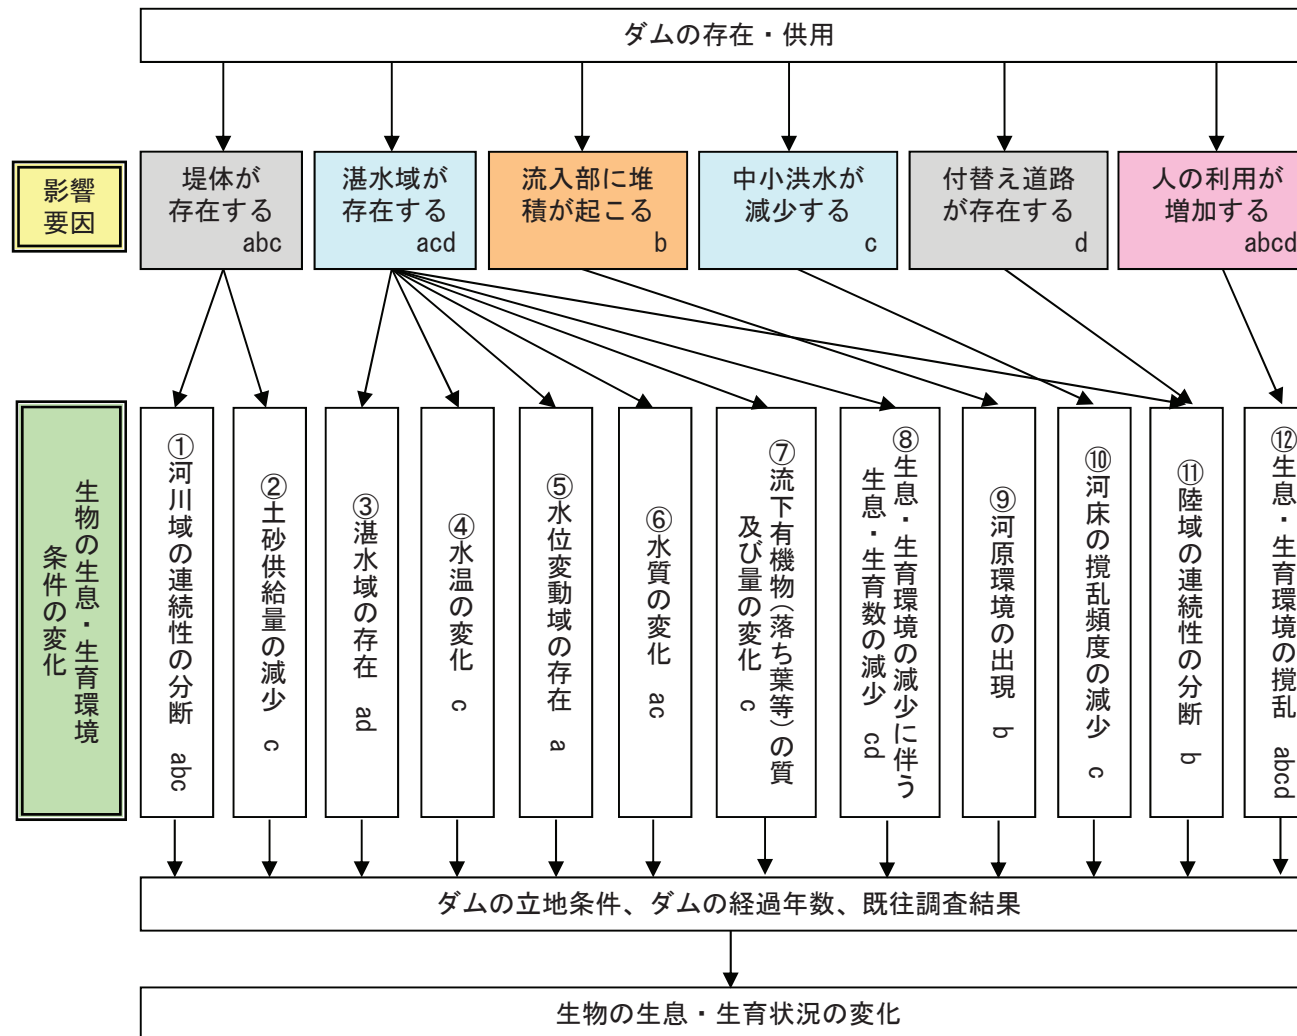 ダムの存在・供用
影響
要因
堤体が
存在する
abc
湛水域が
存在する
acd
流入部に堆
積が起こる
b
中小洪水が
減少する
c
付替え道路
が存在する
d
人の利用が
増加する
abcd
生物の生息・生育環境
条件の変化
①河川域の連続性の分断 abc
②土砂供給量の減少 c
③湛水域の存在 ad
④水温の変化 c
⑤水位変動域の存在 a
⑥水質の変化 ac
⑦流下有機物(落ち葉等)の質
及び量の変化 c
⑧生息・生育環境の減少に伴う
生息・生育数の減少 cd
⑨河原環境の出現 b
⑩河床の撹乱頻度の減少 c
⑪陸域の連続性の分断 b
⑫生息・生育環境の撹乱 abcd
ダムの立地条件、ダムの経過年数、既往調査結果
生物の生息・生育状況の変化